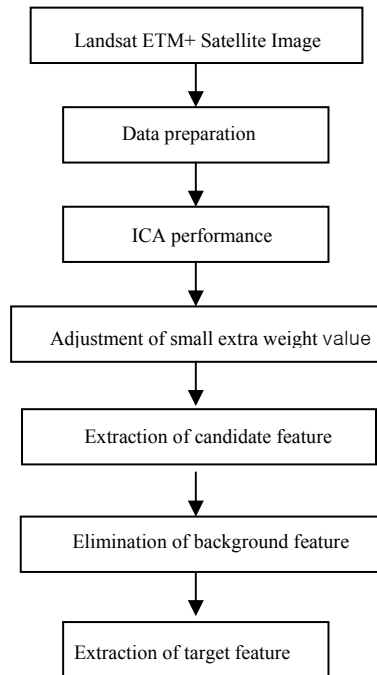 Landsat ETM+ Satellite Image
Data preparation
ICA performance
Adjustment of small extra weight value
Extraction of candidate feature
Elimination of background feature
Extraction of target feature